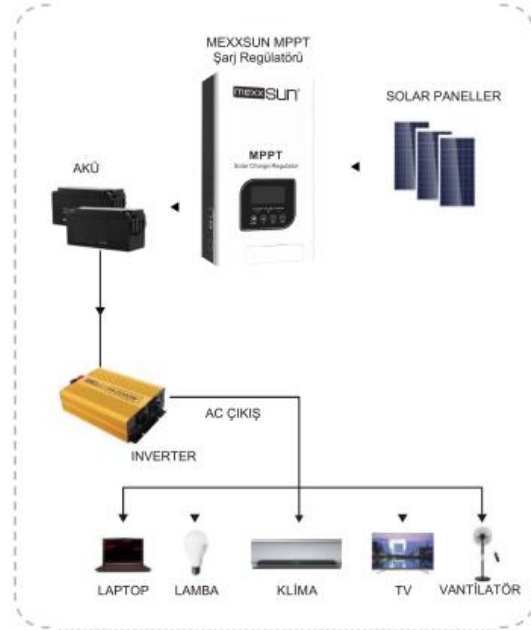 MEXXSUN MPPT
Şarj Regülatörü
mexxsun
SOLAR PANELLER
MPPT
Solar Charge Regulator
AKÜ
AC ÇIKIŞ
INVERTER
LAPTOP
LAMBA
KLİMA
TV
VANTİLATÖR